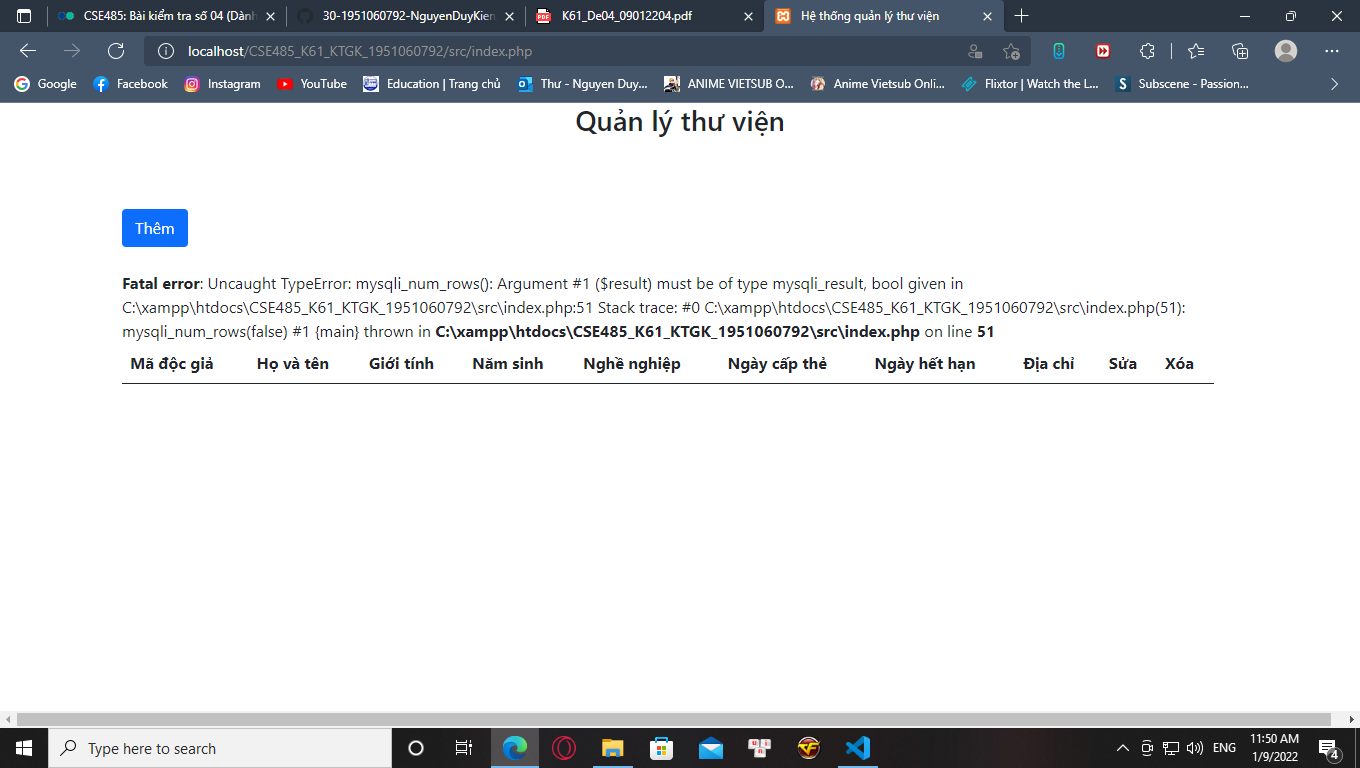 CSE485: Bài kiểm tra số 04 (Dành
30-1951060792-NguyenDuyKien
K61_De04_09012204.pdf
Hệ thống quản lý thư viện
localhost/CSE485_K61_KTGK_1951060792/src/index.php
Google
Facebook
Instagram
YouTube
Education | Trang chủ
Thư - Nguyen Duy...
ANIME VIETSUB O...
Anime Vietsub Onli...
Flixtor | Watch the L...
Subscene - Passion...
Quản lý thư viện
Thêm
Fatal error: Uncaught TypeError: mysqli_num_rows(): Argument #1 ($result) must be of type mysqli_result, bool given in
C:\xampp\htdocs\CSE485_K61_KTGK_1951060792\src\index.php:51 Stack trace: #0 C:\xampp\htdocs\CSE485_K61_KTGK_1951060792\src\index.php(51):
mysqli_num_rows(false) #1 {main} thrown in C:\xampp\htdocs\CSE485_K61_KTGK_1951060792\src\index.php on line 51
Mã độc giả Họ và tên Giới tính Năm sinh Nghề nghiệp Ngày cấp thẻ Ngày hết hạn Địa chỉ Sửa Xóa
Type here to search
ENG
11:50 AM
1/9/2022
4